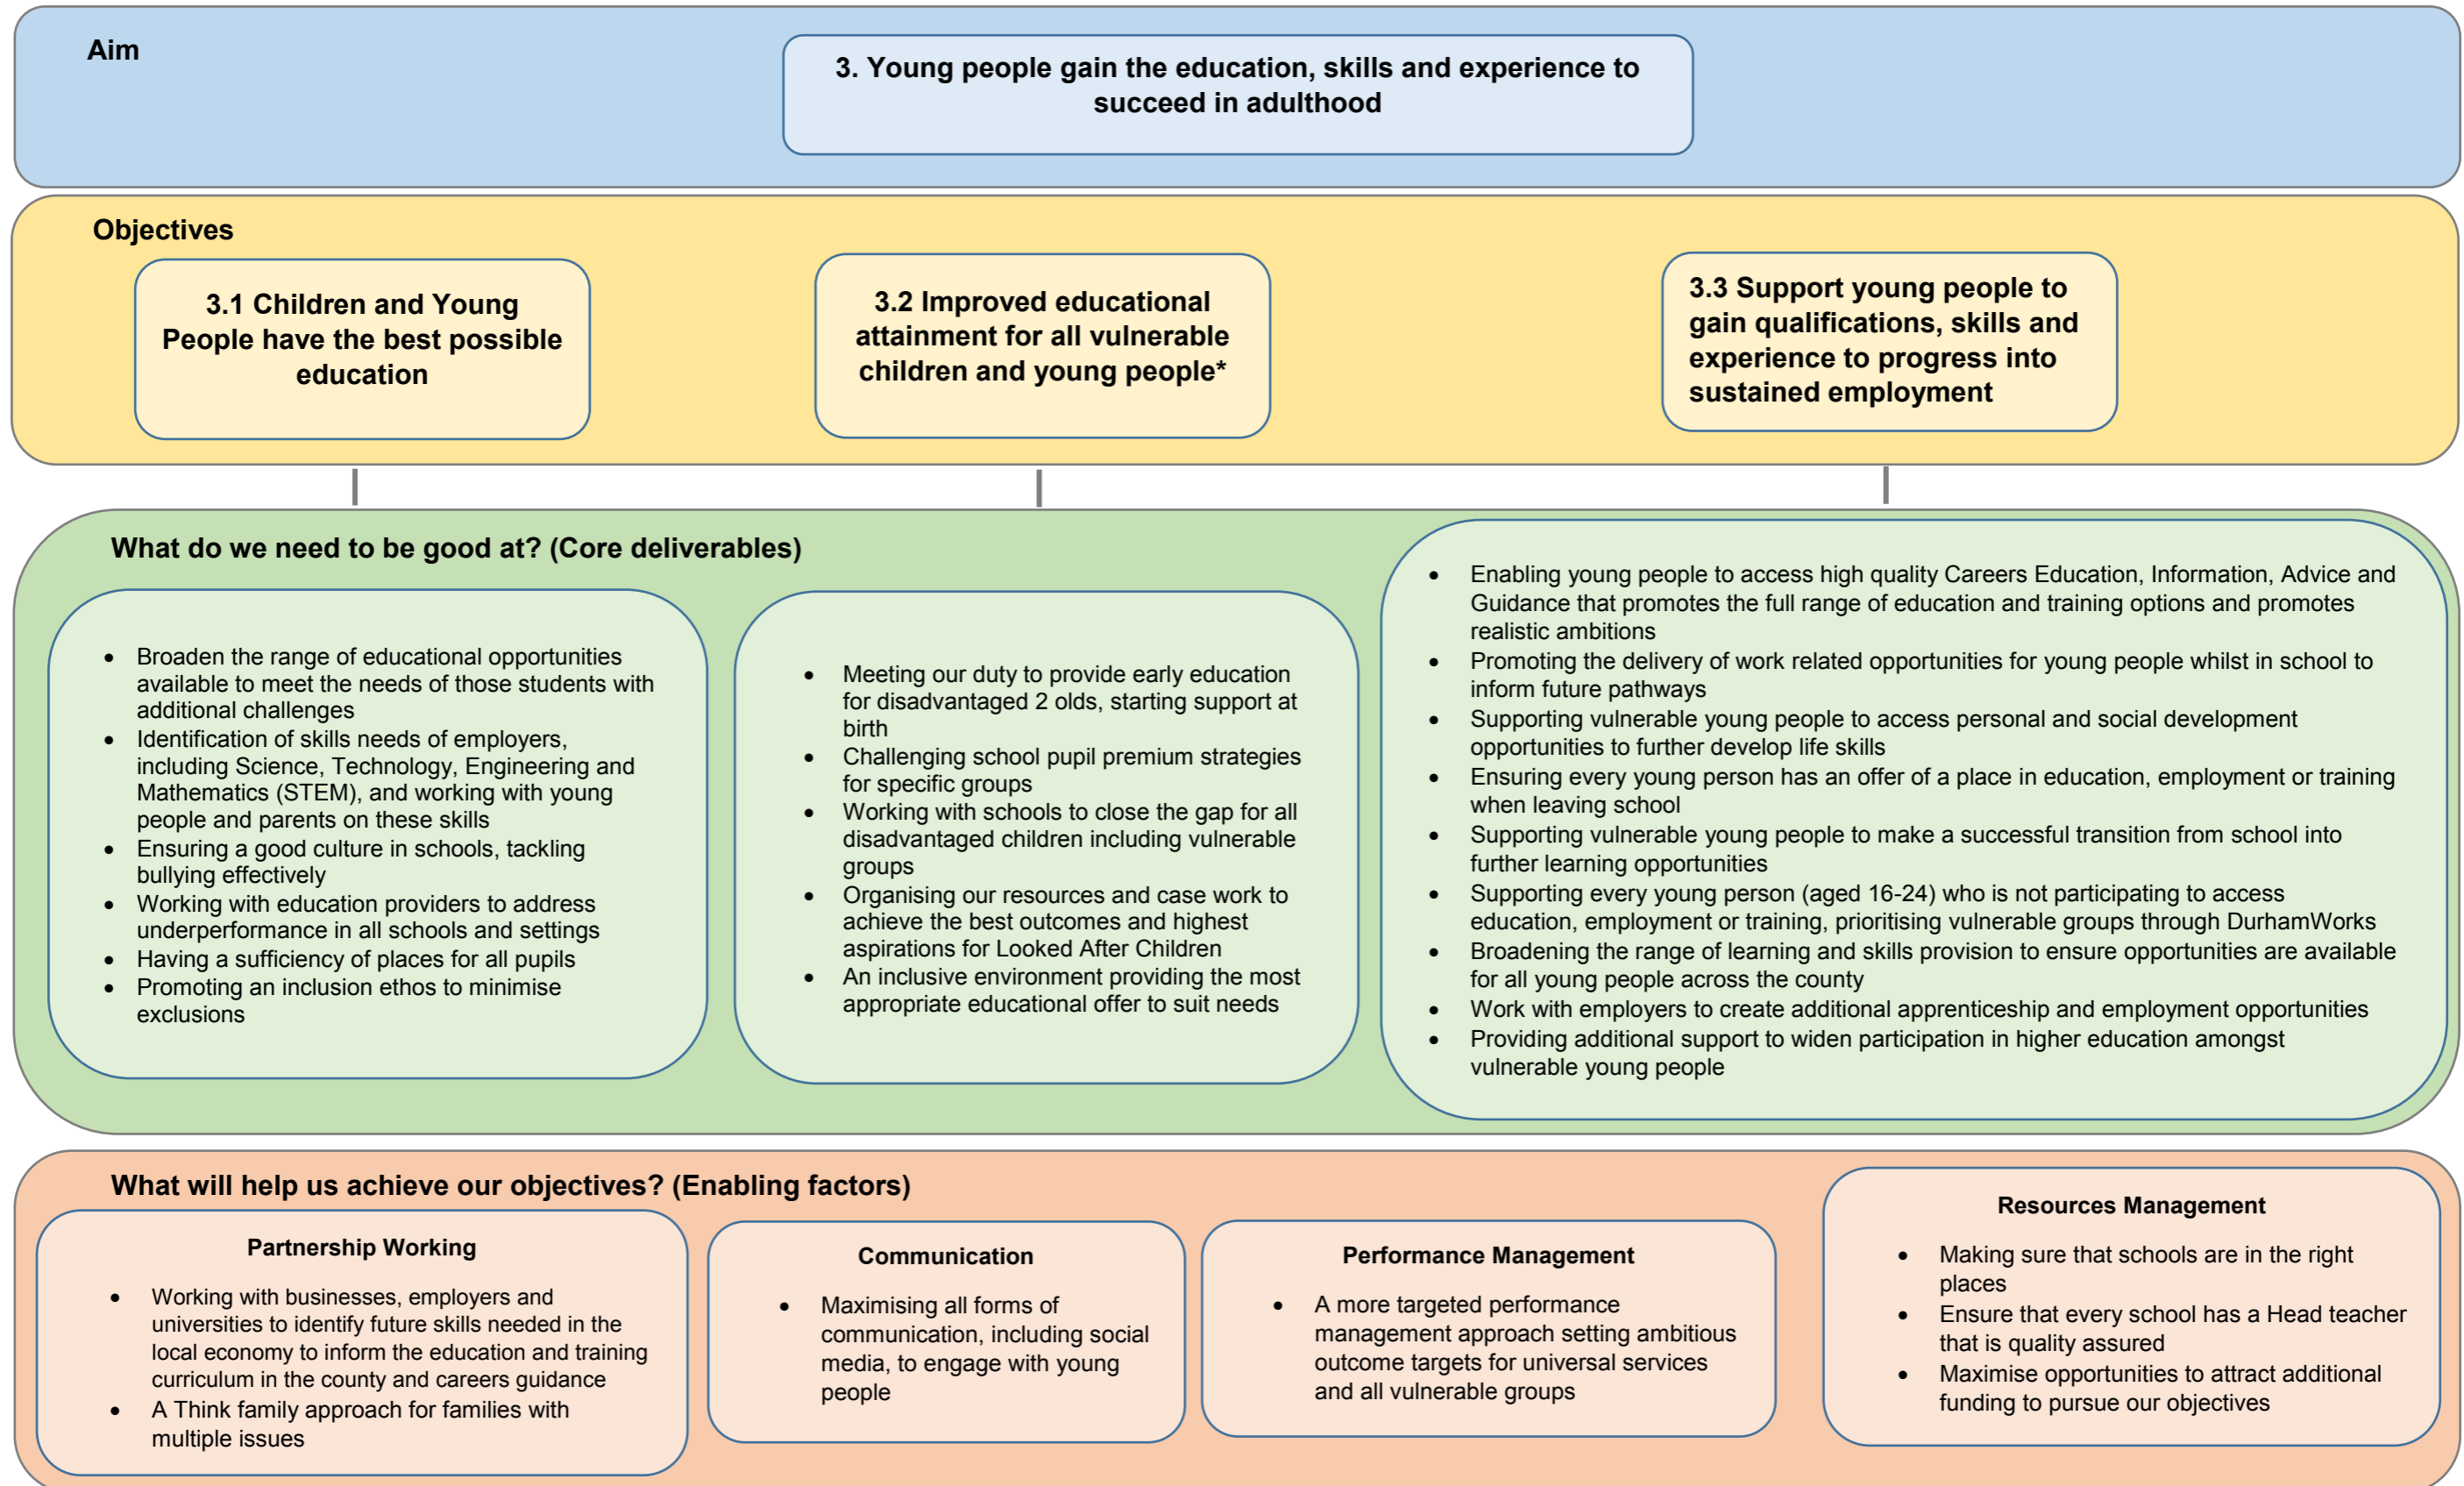 Aim
3. Young people gain the education, skills and experience to
succeed in adulthood
Objectives
3.1 Children and Young
People have the best possible
education
3.2 Improved educational
attainment for all vulnerable
children and young people*
3.3 Support young people to
gain qualifications, skills and
experience to progress into
sustained employment
What do we need to be good at? (Core deliverables)
• Broaden the range of educational opportunities
available to meet the needs of those students with
additional challenges
• Identification of skills needs of employers,
including Science, Technology, Engineering and
Mathematics (STEM), and working with young
people and parents on these skills
• Ensuring a good culture in schools, tackling
bullying effectively
• Working with education providers to address
underperformance in all schools and settings
• Having a sufficiency of places for all pupils
• Promoting an inclusion ethos to minimise
exclusions
• Meeting our duty to provide early education
for disadvantaged 2 olds, starting support at
birth
• Challenging school pupil premium strategies
for specific groups
• Working with schools to close the gap for all
disadvantaged children including vulnerable
groups
• Organising our resources and case work to
achieve the best outcomes and highest
aspirations for Looked After Children
• An inclusive environment providing the most
appropriate educational offer to suit needs
• Enabling young people to access high quality Careers Education, Information, Advice and
Guidance that promotes the full range of education and training options and promotes
realistic ambitions
• Promoting the delivery of work related opportunities for young people whilst in school to
inform future pathways
• Supporting vulnerable young people to access personal and social development
opportunities to further develop life skills
• Ensuring every young person has an offer of a place in education, employment or training
when leaving school
• Supporting vulnerable young people to make a successful transition from school into
further learning opportunities
• Supporting every young person (aged 16-24) who is not participating to access
education, employment or training, prioritising vulnerable groups through DurhamWorks
• Broadening the range of learning and skills provision to ensure opportunities are available
for all young people across the county
• Work with employers to create additional apprenticeship and employment opportunities
• Providing additional support to widen participation in higher education amongst
vulnerable young people
What will help us achieve our objectives? (Enabling factors)
Partnership Working
• Working with businesses, employers and
universities to identify future skills needed in the
local economy to inform the education and training
curriculum in the county and careers guidance
• A Think family approach for families with
multiple issues
Communication
• Maximising all forms of
communication, including social
media, to engage with young
people
Performance Management
• A more targeted performance
management approach setting ambitious
outcome targets for universal services
and all vulnerable groups
Resources Management
• Making sure that schools are in the right
places
• Ensure that every school has a Head teacher
that is quality assured
• Maximise opportunities to attract additional
funding to pursue our objectives